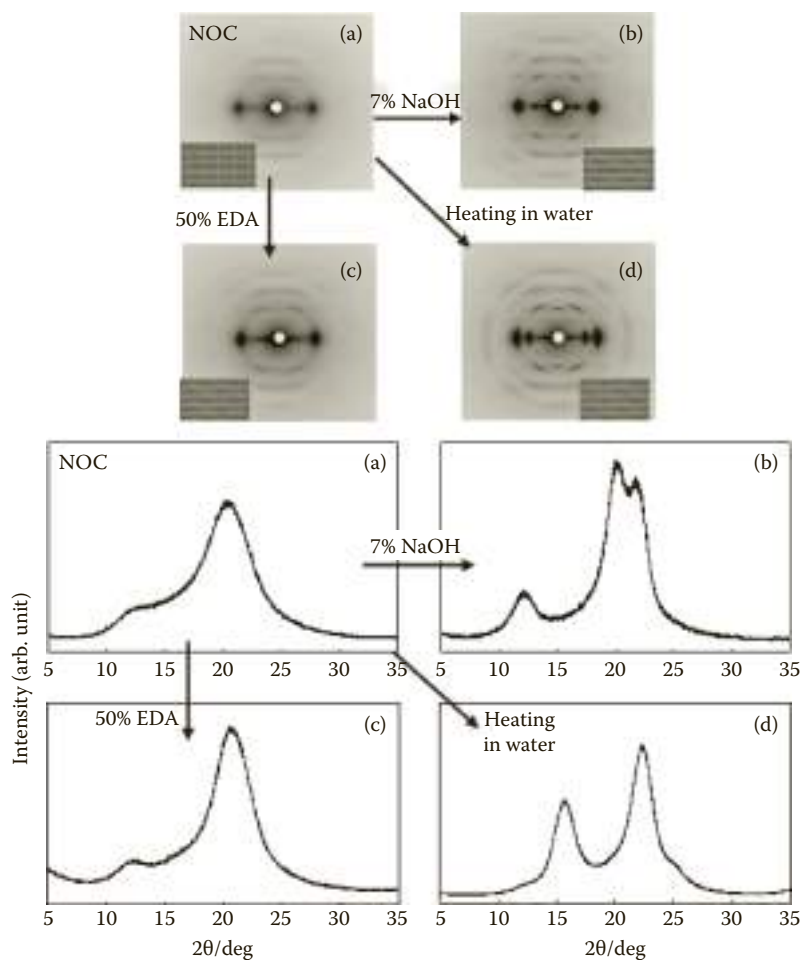 NOC
(a)
(b)
7% NaOH
50% EDA
Heating in water
(c)
(d)
NOC
(a)
(b)
7% NaOH
5 10 15 20 25 30 35
5 10 15 20 25 30 35
Intensity (arb. unit)
50% EDA
(c)
Heating
in water
(d)
5 10 15 20 25 30 35
5 10 15 20 25 30 35
2θ/deg
2θ/deg